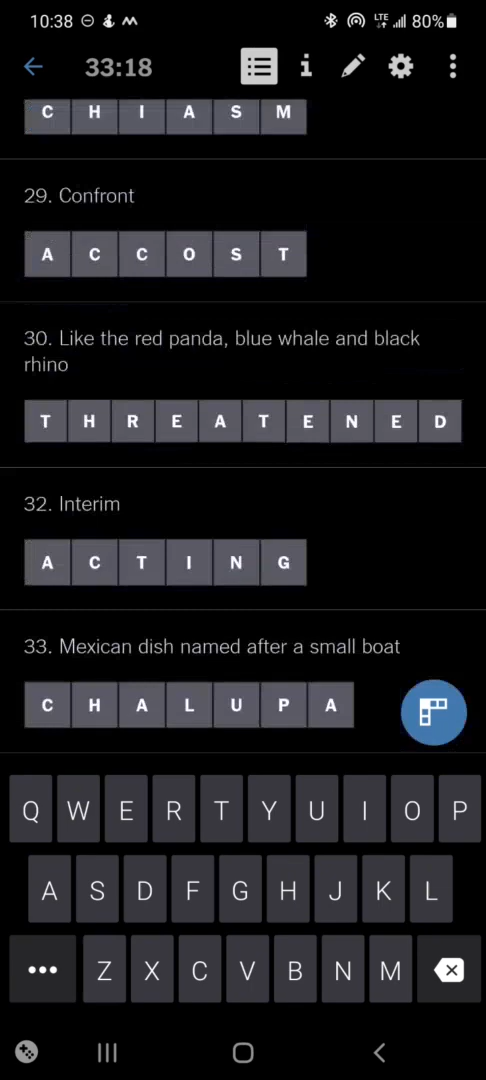 10:38 LTE 80%
33:18
C H I A S M
29. Confront
A C C O S T
30. Like the red panda, blue whale and black
rhino
T H R E A T E N E D
32. Interim
A C T I N G
33. Mexican dish named after a small boat
C H A L U P A
Q W E R T Y U I O P
A S D F G H J K L
••• Z X C V B N M